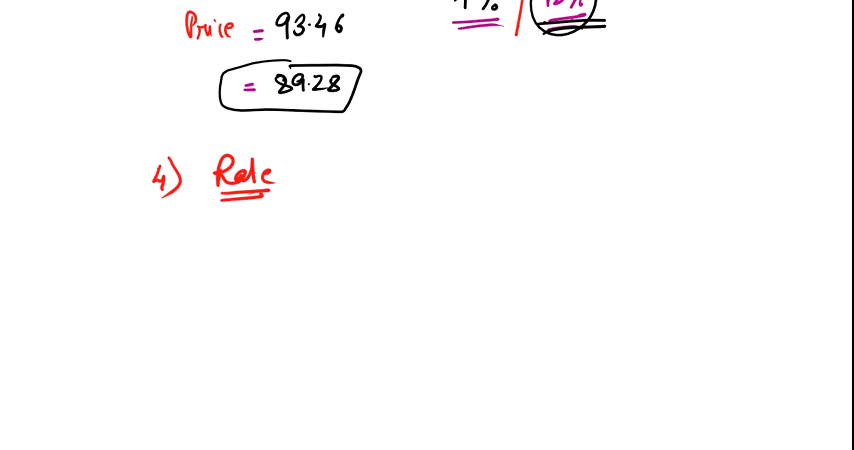 Price = 93.46
= 89.28
4) Rate